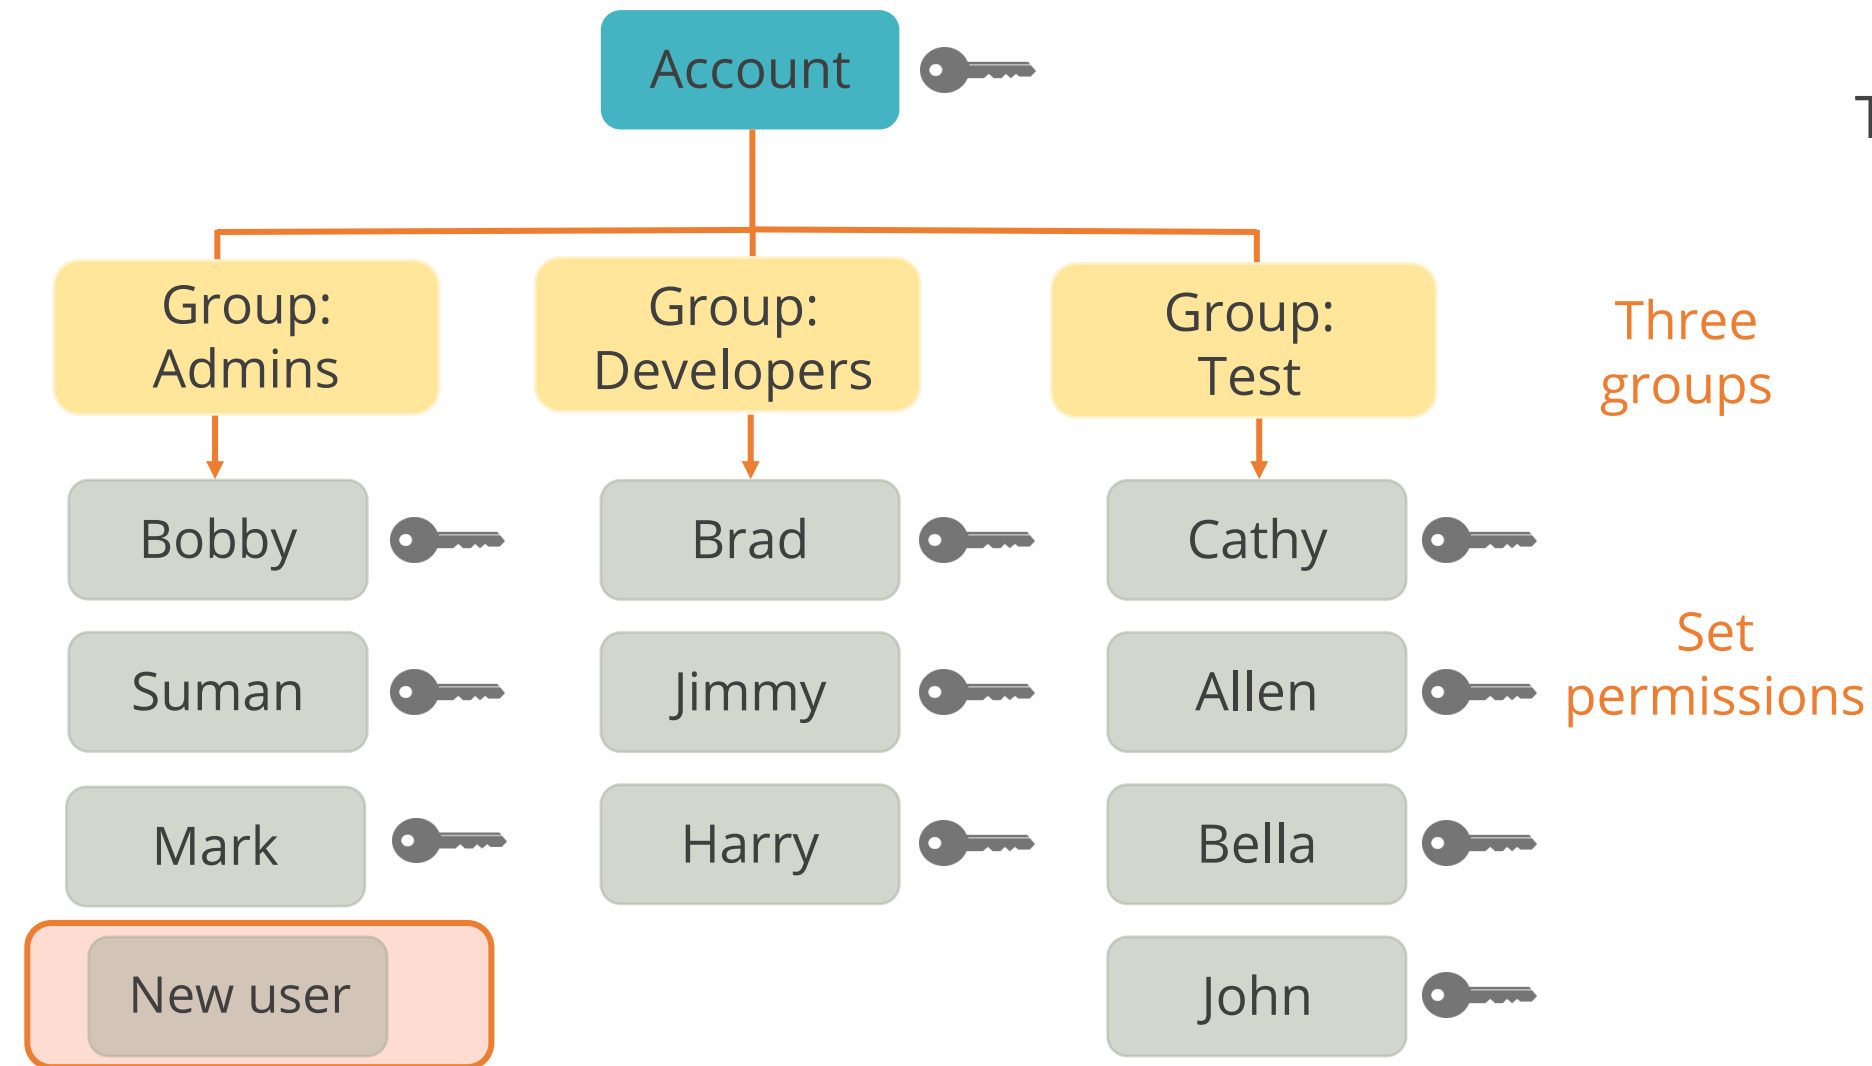 Account
T
Group:
Admins
Group:
Developers
Group:
Test
Three
groups
Bobby
Brad
Cathy
Set
permissions
Suman
Jimmy
Allen
Mark
Harry
Bella
New user
John